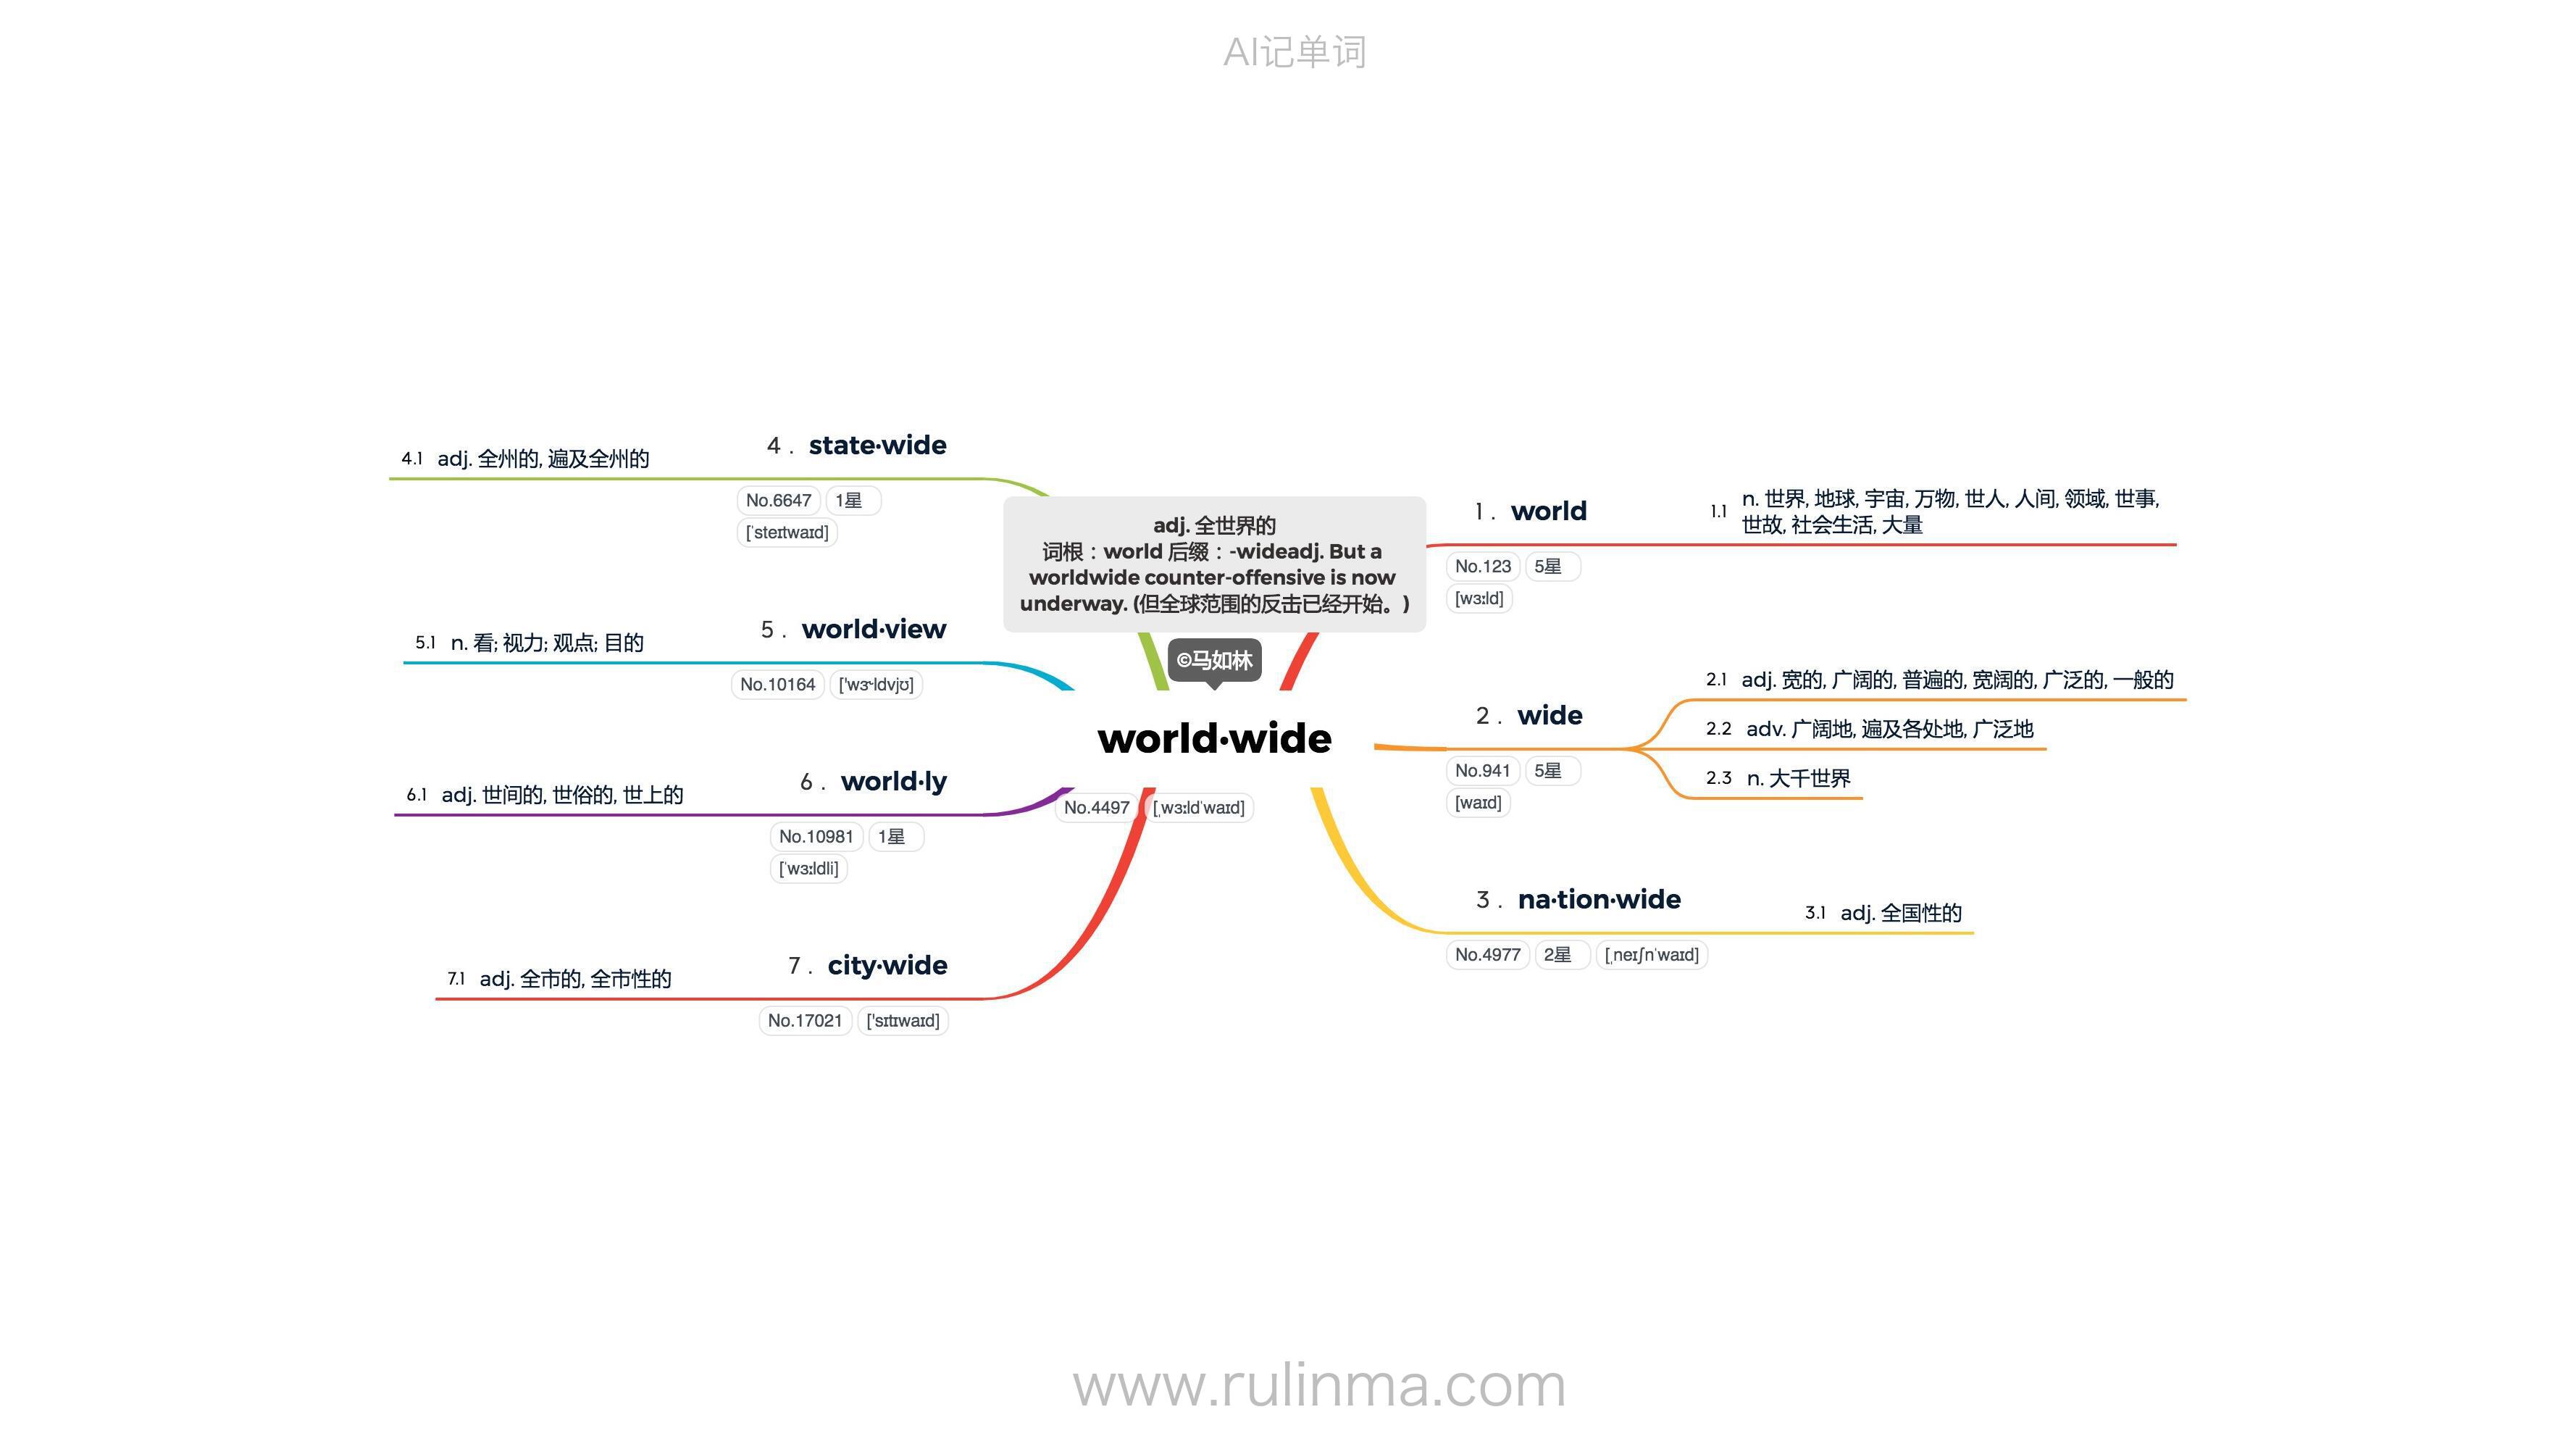 AI记单词
adj. 全世界的
词根：world 后缀：-wideadj. But a
worldwide counter-offensive is now
underway. (但全球范围的反击已经开始。)
©马如林
world·wide
No.4497 [ˌwɜːldˈwaɪd]
1. world
No.123 5星
[wɜːld]
1.1 n. 世界, 地球, 宇宙, 万物, 世人, 人间, 领域, 世事,
世故, 社会生活, 大量
2. wide
No.941 5星
[waɪd]
2.1 adj. 宽的, 广阔的, 普遍的, 宽阔的, 广泛的, 一般的
2.2 adv. 广阔地, 遍及各处地, 广泛地
2.3 n. 大千世界
3. na·tion·wide
No.4977 2星 [ˌneɪʃnˈwaɪd]
3.1 adj. 全国性的
4. state·wide
No.6647 1星
[ˈsteɪtwaɪd]
4.1 adj. 全州的, 遍及全州的
5. world·view
No.10164 ['wɝldvjʊ]
5.1 n. 看; 视力; 观点; 目的
6. world·ly
No.10981 1星
[ˈwɜːldli]
6.1 adj. 世间的, 世俗的, 世上的
7. city·wide
No.17021 ['sɪtɪwaɪd]
7.1 adj. 全市的, 全市性的
www.rulinma.com